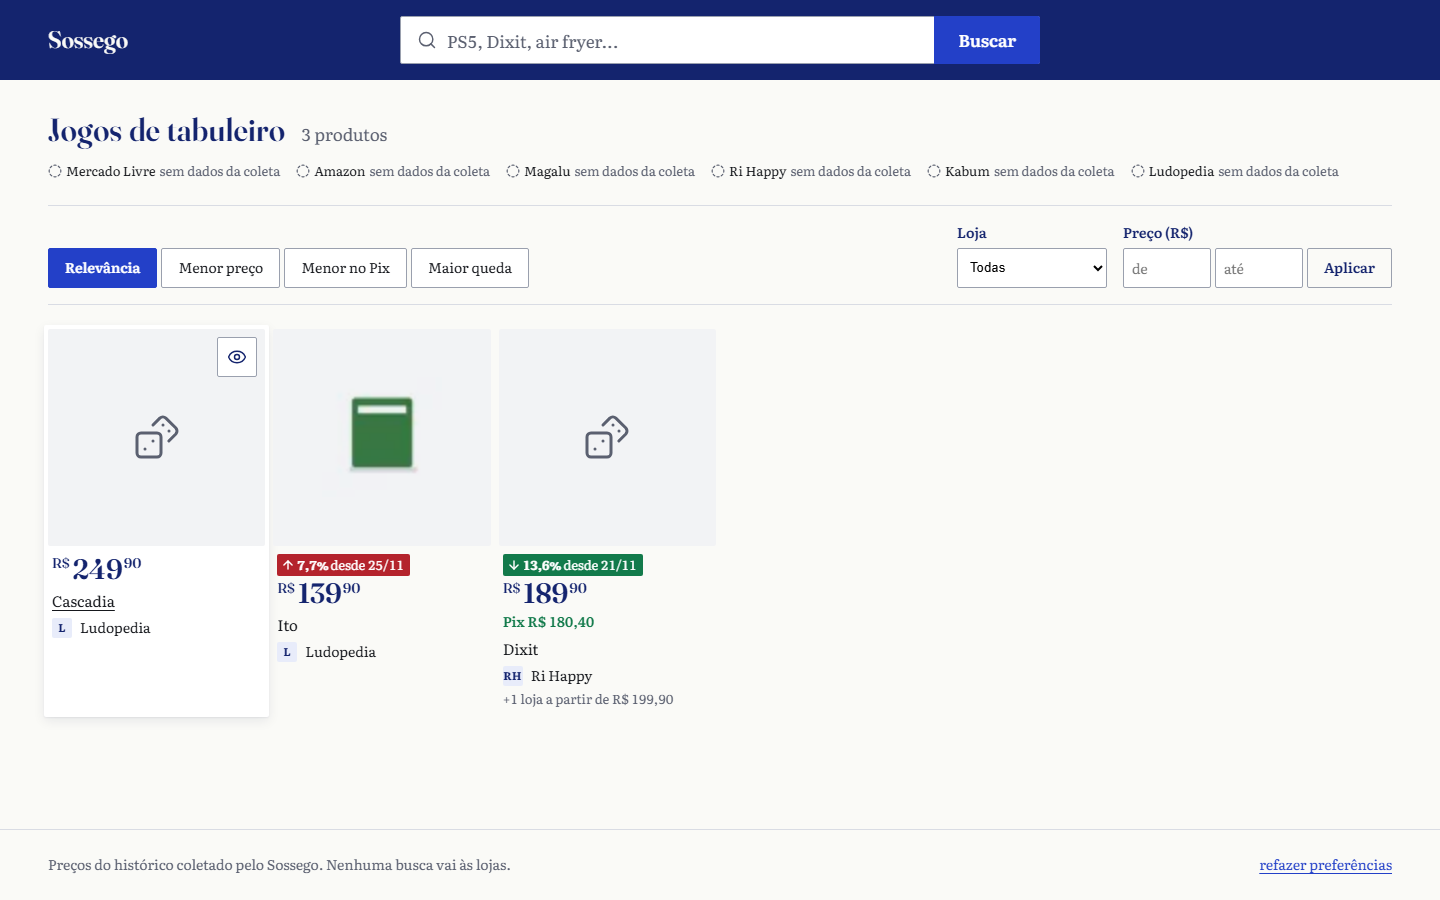 Sossego
PS5, Dixit, air fryer...
Buscar
Jogos de tabuleiro 3 produtos
Mercado Livre sem dados da coleta Amazon sem dados da coleta Magalu sem dados da coleta Ri Happy sem dados da coleta Kabum sem dados da coleta Ludopedia sem dados da coleta
Loja Preço (R$)
Relevância Menor preço Menor no Pix Maior queda Todas de até Aplicar
R$ 249 90
Cascadia
L Ludopedia
↑ 7,7% desde 25/11
R$ 139 90
Ito
L Ludopedia
↓ 13,6% desde 21/11
R$ 189 90
Pix R$ 180,40
Dixit
RH Ri Happy
+1 loja a partir de R$ 199,90
Preços do histórico coletado pelo Sossego. Nenhuma busca vai às lojas.
refazer preferências